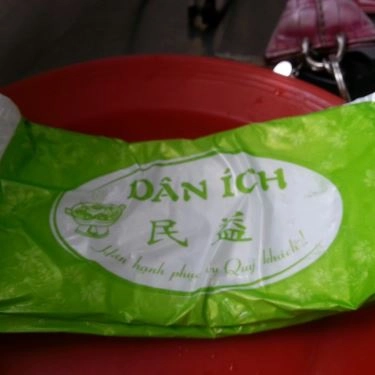 DÂN ÍCH
民益
Hân hạnh phục vụ Quý khách!